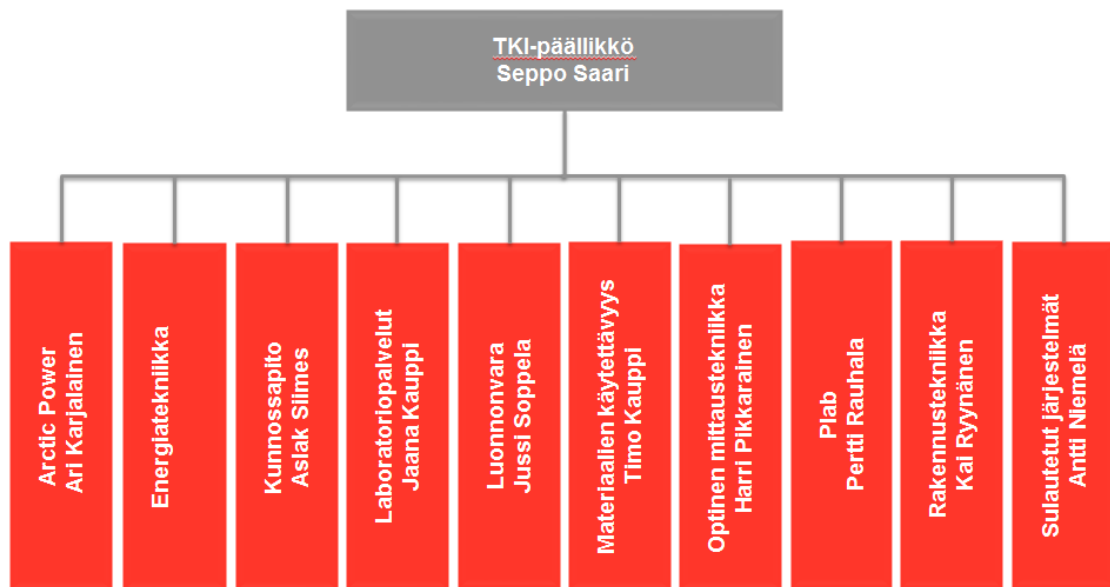 TKI-päällikkö
Seppo Saari
Arctic Power
Ari Karjalainen
Energiatekniikka
Kunnossapito
Aslak Siimes
Laboratoriopalvelut
Jaana Kauppi
Luonnonvara
Jussi Soppela
Materiaalien käytettävyys
Timo Kauppi
Optinen mittaustekniikka
Harri Pikkarainen
Plab
Pertti Rauhala
Rakennustekniikka
Kai Ryynänen
Sulautetut järjestelmät
Antti Niemelä